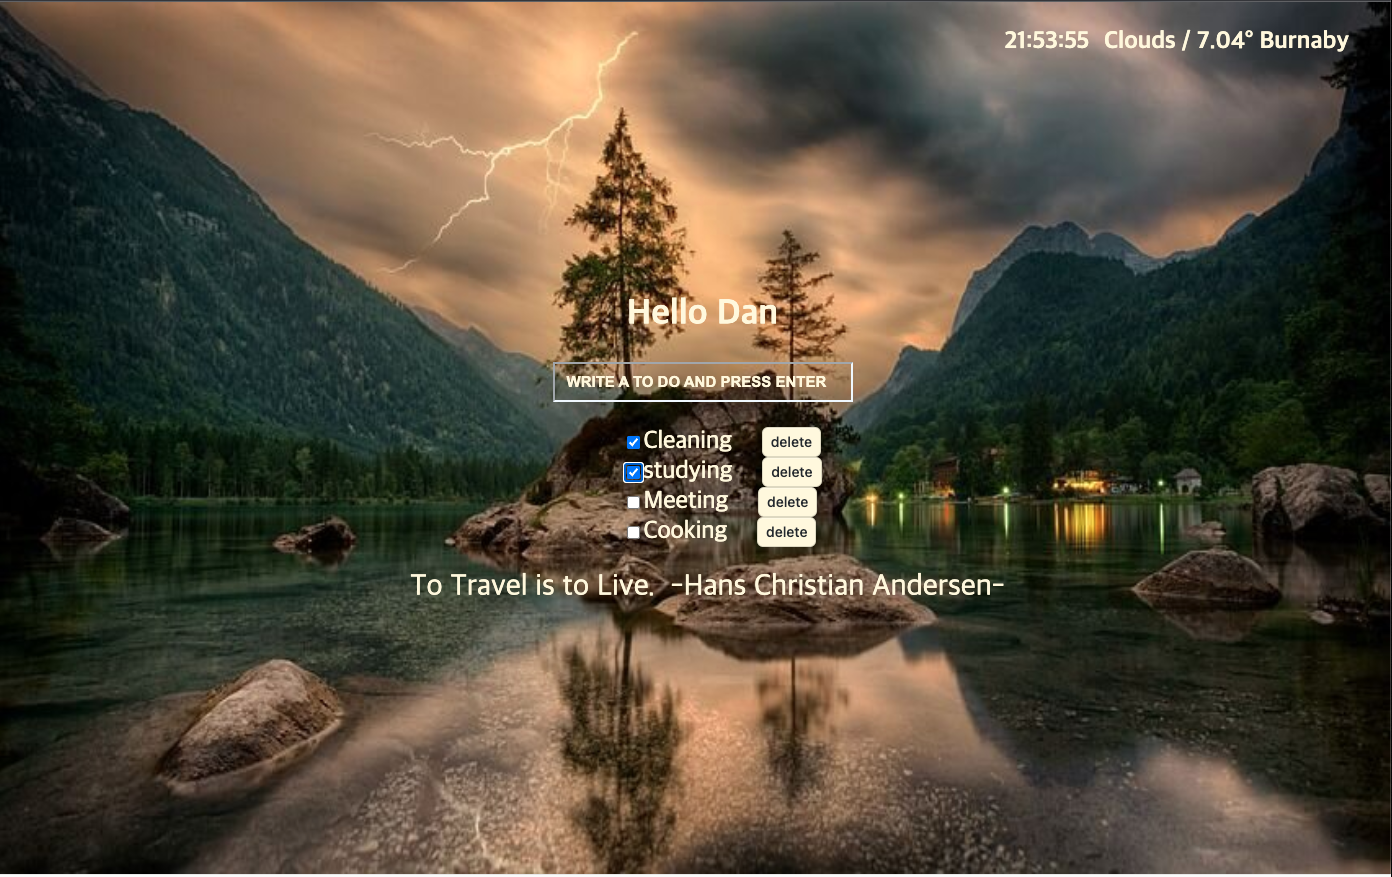 21:53:55 Clouds / 7.04° Burnaby
Hello Dan
WRITE A TO DO AND PRESS ENTER
Cleaning delete
studying delete
Meeting delete
Cooking delete
To Travel is to Live. -Hans Christian Andersen-